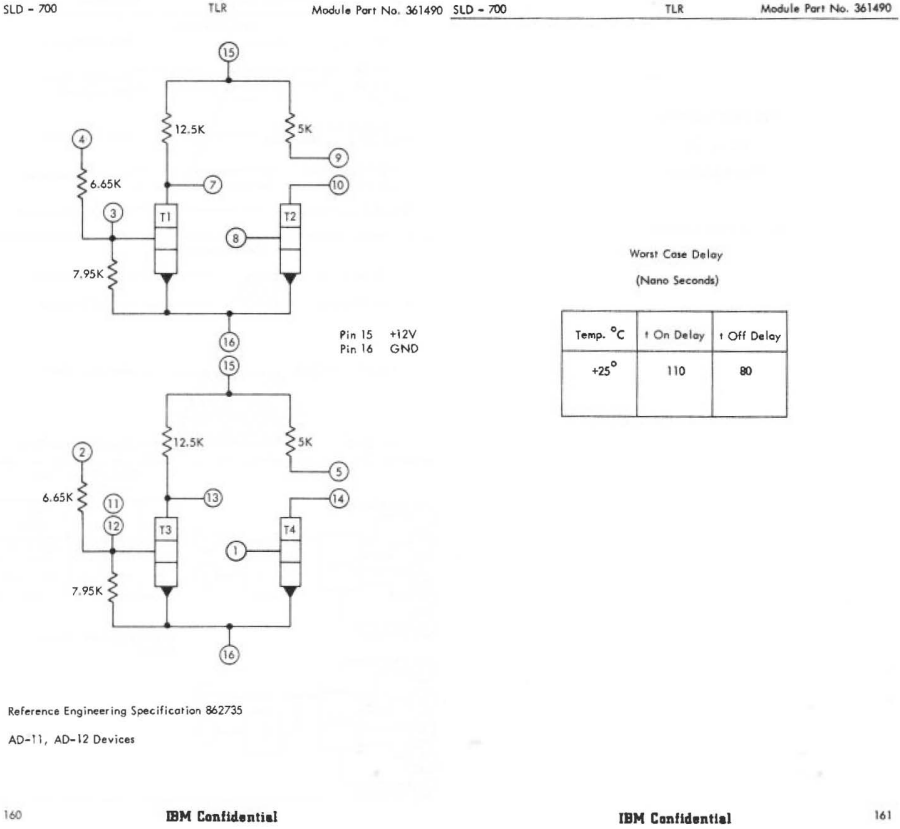 SLD - 700 TLR Module Part No. 361490
15
12.5K
5K
4
9
6.65K
7
10
3
T1
T2
8
7.95K
16
Pin 15 +12V
Pin 16 GND
15
12.5K
5K
2
5
6.65K
11
13
14
12
T3
T4
1
7.95K
16
Reference Engineering Specification 862735
AD-11, AD-12 Devices
160 IBM Confidential
SLD - 700 TLR Module Part No. 361490
Worst Case Delay
(Nano Seconds)
Temp. °C t On Delay t Off Delay
+25° 110 80
IBM Confidential 161